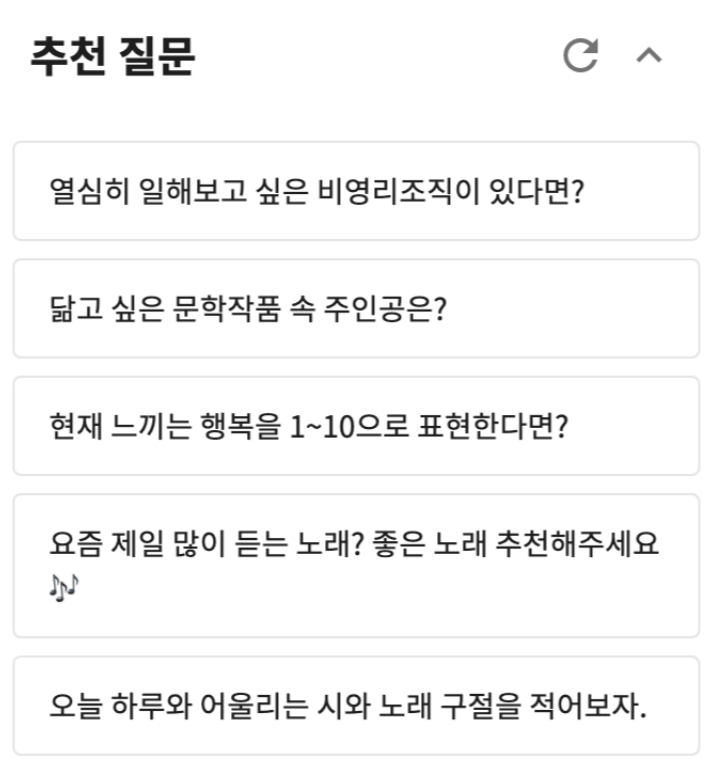 추천 질문
열심히 일해보고 싶은 비영리조직이 있다면?
닮고 싶은 문학작품 속 주인공은?
현재 느끼는 행복을 1~10으로 표현한다면?
요즘 제일 많이 듣는 노래? 좋은 노래 추천해주세요
🎶
오늘 하루와 어울리는 시와 노래 구절을 적어보자.